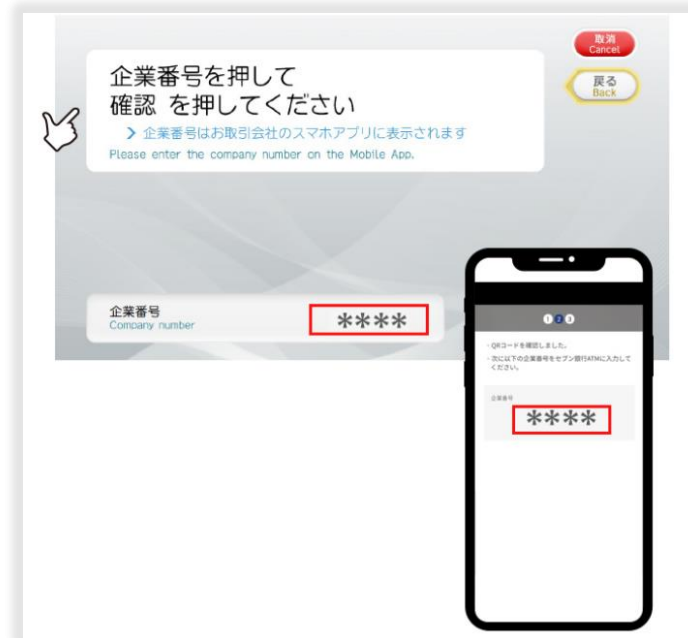 取消
Cancel
戻る
Back
企業番号を押して
確認 を押してください
> 企業番号はお取引会社のスマホアプリに表示されます
Please enter the company number on the Mobile App.
企業番号
Company number
****
1 2 3
・QRコードを確認しました。
・次に以下の企業番号をセブン銀行ATMに入力して
ください。
企業番号
****